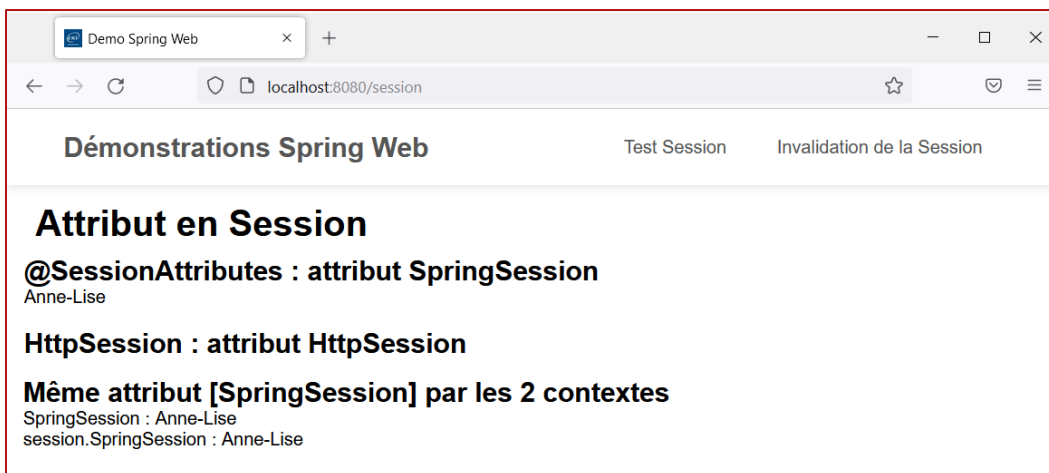 Demo Spring Web
localhost:8080/session
Démonstrations Spring Web
Test Session
Invalidation de la Session
Attribut en Session
@SessionAttributes : attribut SpringSession
Anne-Lise
HttpSession : attribut HttpSession
Même attribut [SpringSession] par les 2 contextes
SpringSession : Anne-Lise
session.SpringSession : Anne-Lise